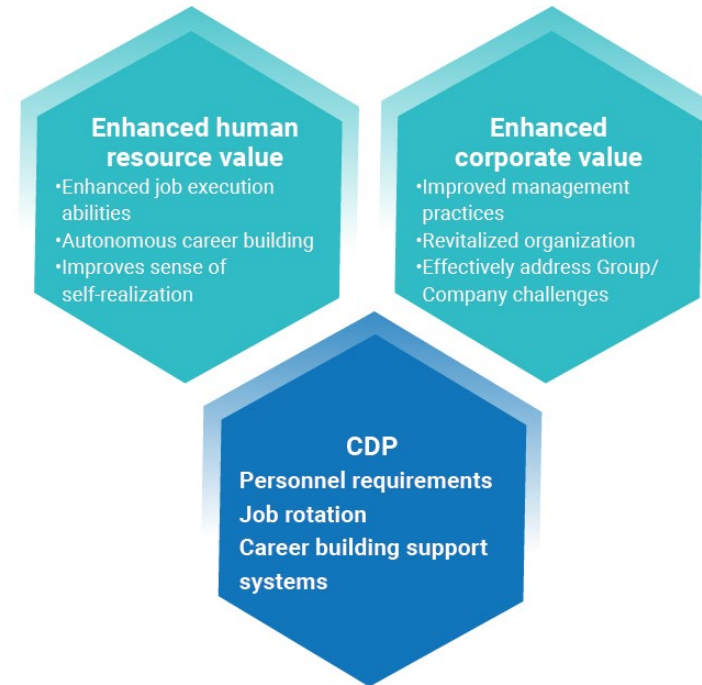 Enhanced human
resource value
•Enhanced job execution
abilities
•Autonomous career building
•Improves sense of
self-realization
Enhanced
corporate value
•Improved management
practices
•Revitalized organization
•Effectively address Group/
Company challenges
CDP
Personnel requirements
Job rotation
Career building support
systems